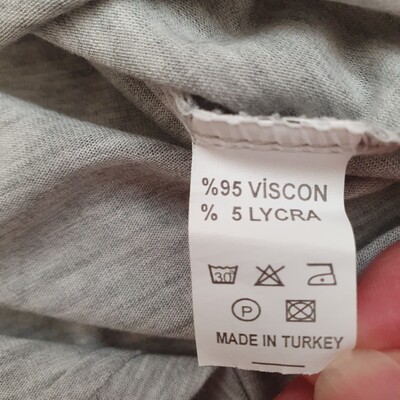 %95 VİSCON
% 5 LYCRA
30
P
MADE IN TURKEY